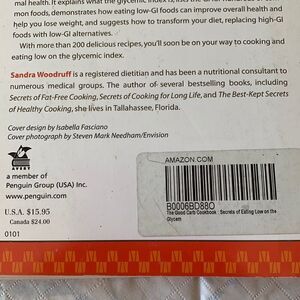 mal health. It explains what the glycemic index is,
mon foods, demonstrates how eating low-GI foods can improve overall health and
help you lose weight, and suggests how to transform your diet, replacing high-GI
foods with low-GI alternatives.
With more than 200 delicious recipes, you'll soon be on your way to cooking and
eating low on the glycemic index.
Sandra Woodruff is a registered dietitian and has been a nutritional consultant to
numerous medical groups. The author of several bestselling books, including
Secrets of Fat-Free Cooking, Secrets of Cooking for Long Life, and The Best-Kept Secrets
of Healthy Cooking, she lives in Tallahassee, Florida.
Cover design by Isabella Fasciano
Cover photograph by Steven Mark Needham/Envision
AVERY
a member of
Penguin Group (USA) Inc.
www.penguin.com
U.S.A. $15.95
Canada $24.00
0101
AMAZON.COM
B0006BD88O
The Good Carb Cookbook : Secrets of Eating Low on the
Glycem